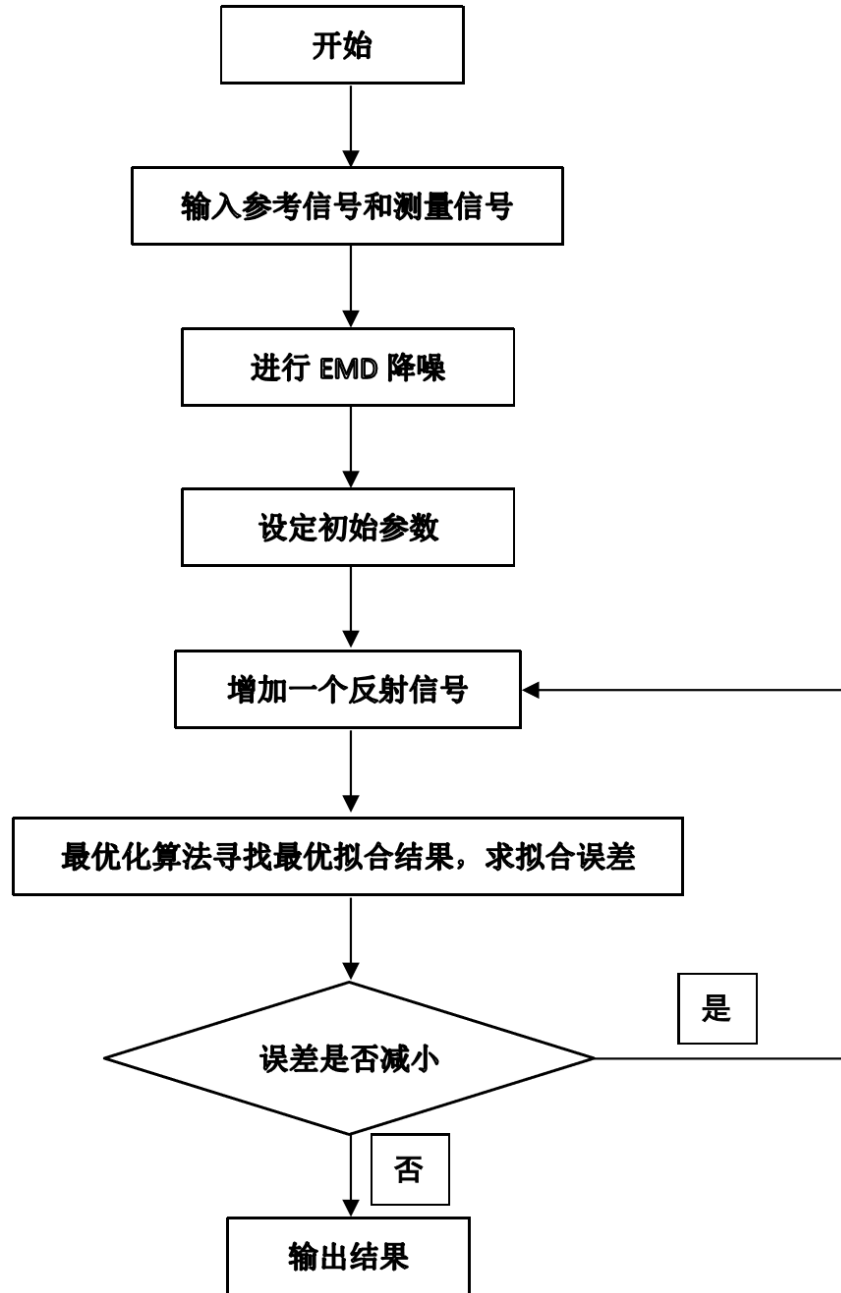 开始
输入参考信号和测量信号
进行 EMD 降噪
设定初始参数
增加一个反射信号
最优化算法寻找最优拟合结果，求拟合误差
是
误差是否减小
否
输出结果